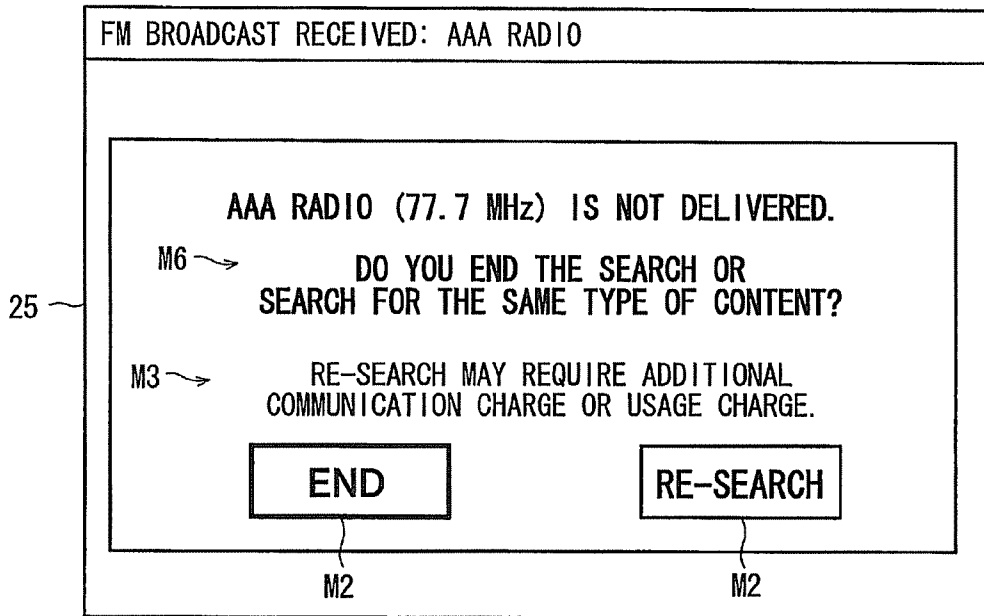 FM BROADCAST RECEIVED: AAA RADIO
AAA RADIO (77.7 MHz) IS NOT DELIVERED.
M6
DO YOU END THE SEARCH OR
SEARCH FOR THE SAME TYPE OF CONTENT?
25
M3
RE-SEARCH MAY REQUIRE ADDITIONAL
COMMUNICATION CHARGE OR USAGE CHARGE.
END
RE-SEARCH
M2
M2